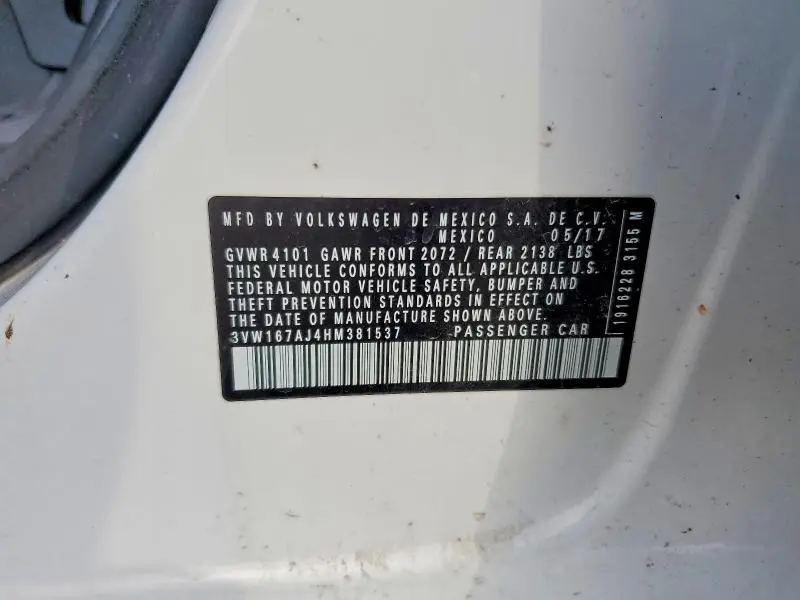 MFD BY VOLKSWAGEN DE MEXICO S.A. DE C.V.
MEXICO 05/17
GVWR 4101 GAWR FRONT 2072 / REAR 2138 LBS
THIS VEHICLE CONFORMS TO ALL APPLICABLE U.S.
FEDERAL MOTOR VEHICLE SAFETY, BUMPER AND
THEFT PREVENTION STANDARDS IN EFFECT ON
THE DATE OF MANUFACTURE SHOWN ABOVE.
3VW167AJ4HM381537 PASSENGER CAR
1916228 3155 M